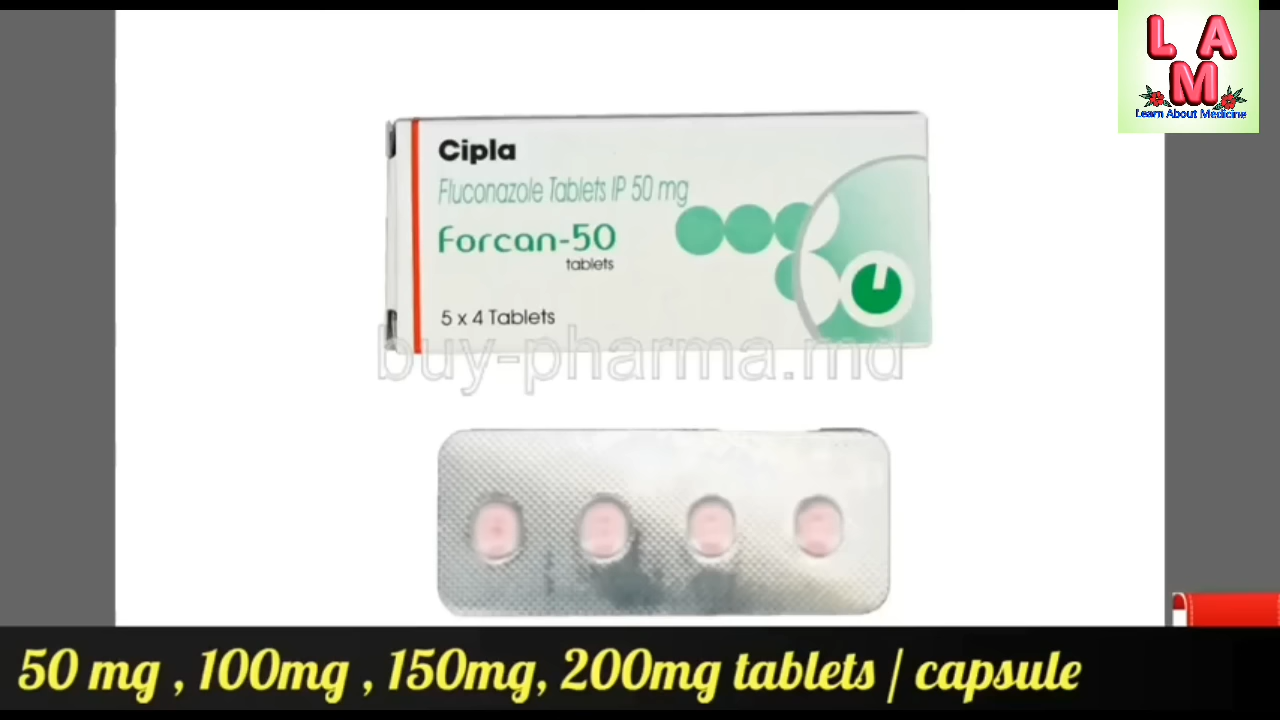 L A
M
Learn About Medicine
Cipla
Fluconazole Tablets IP 50 mg
Forcan-50
tablets
5 x 4 Tablets
buy-pharma.md
50 mg , 100mg , 150mg, 200mg tablets / capsule